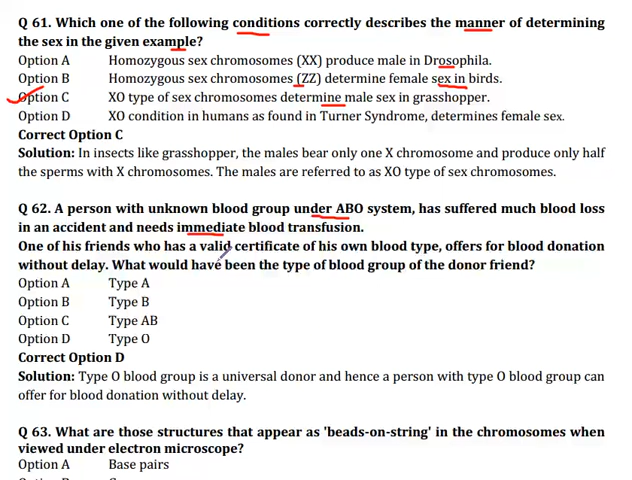 Q 61. Which one of the following conditions correctly describes the manner of determining
the sex in the given example?
Option A Homozygous sex chromosomes (XX) produce male in Drosophila.
Option B Homozygous sex chromosomes (ZZ) determine female sex in birds.
Option C XO type of sex chromosomes determine male sex in grasshopper.
Option D XO condition in humans as found in Turner Syndrome, determines female sex.
Correct Option C
Solution: In insects like grasshopper, the males bear only one X chromosome and produce only half
the sperms with X chromosomes. The males are referred to as XO type of sex chromosomes.
Q 62. A person with unknown blood group under ABO system, has suffered much blood loss
in an accident and needs immediate blood transfusion.
One of his friends who has a valid certificate of his own blood type, offers for blood donation
without delay. What would have been the type of blood group of the donor friend?
Option A Type A
Option B Type B
Option C Type AB
Option D Type O
Correct Option D
Solution: Type O blood group is a universal donor and hence a person with type O blood group can
offer for blood donation without delay.
Q 63. What are those structures that appear as 'beads-on-string' in the chromosomes when
viewed under electron microscope?
Option A Base pairs